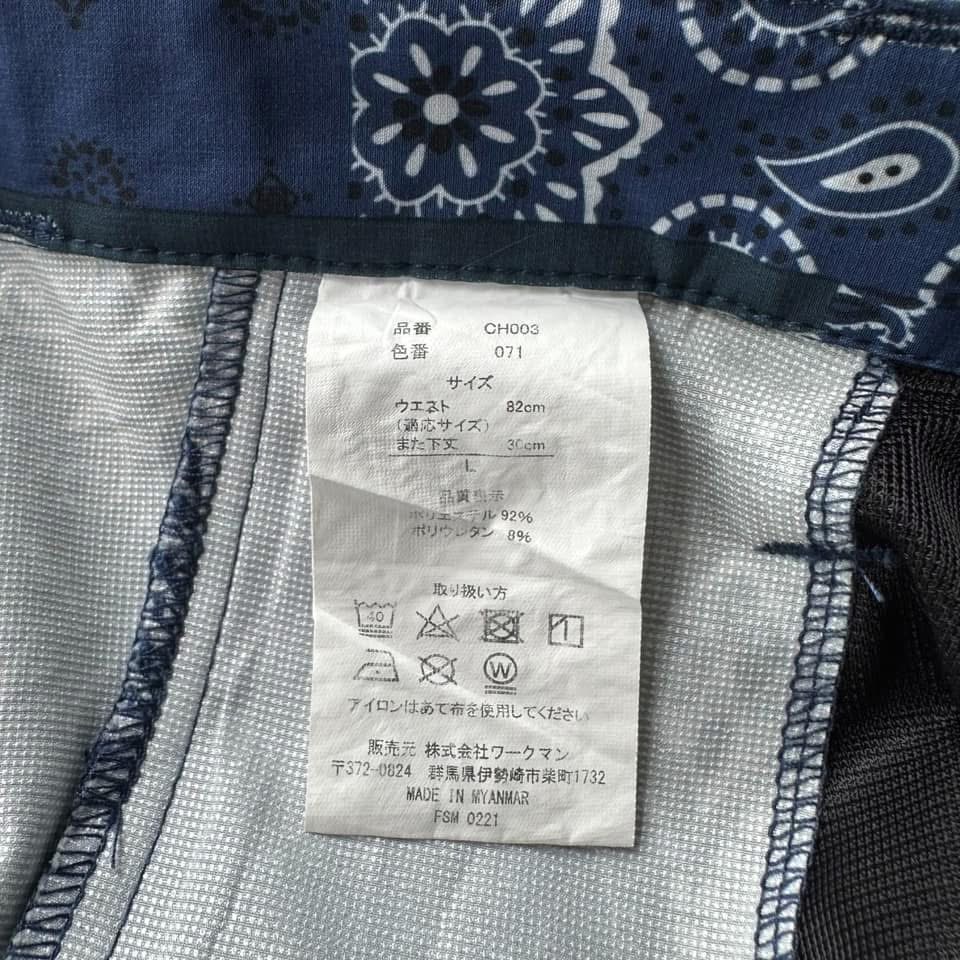 品番 CH003
色番 071
サイズ
ウエスト 82cm
(適応サイズ)
また下丈 30cm
L
品質表示
ポリエステル 92%
ポリウレタン 8%
取り扱い方
40
W
アイロンはあて布を使用してください
販売元 株式会社ワークマン
〒372-0824 群馬県伊勢崎市柴町1732
MADE IN MYANMAR
FSM 0221